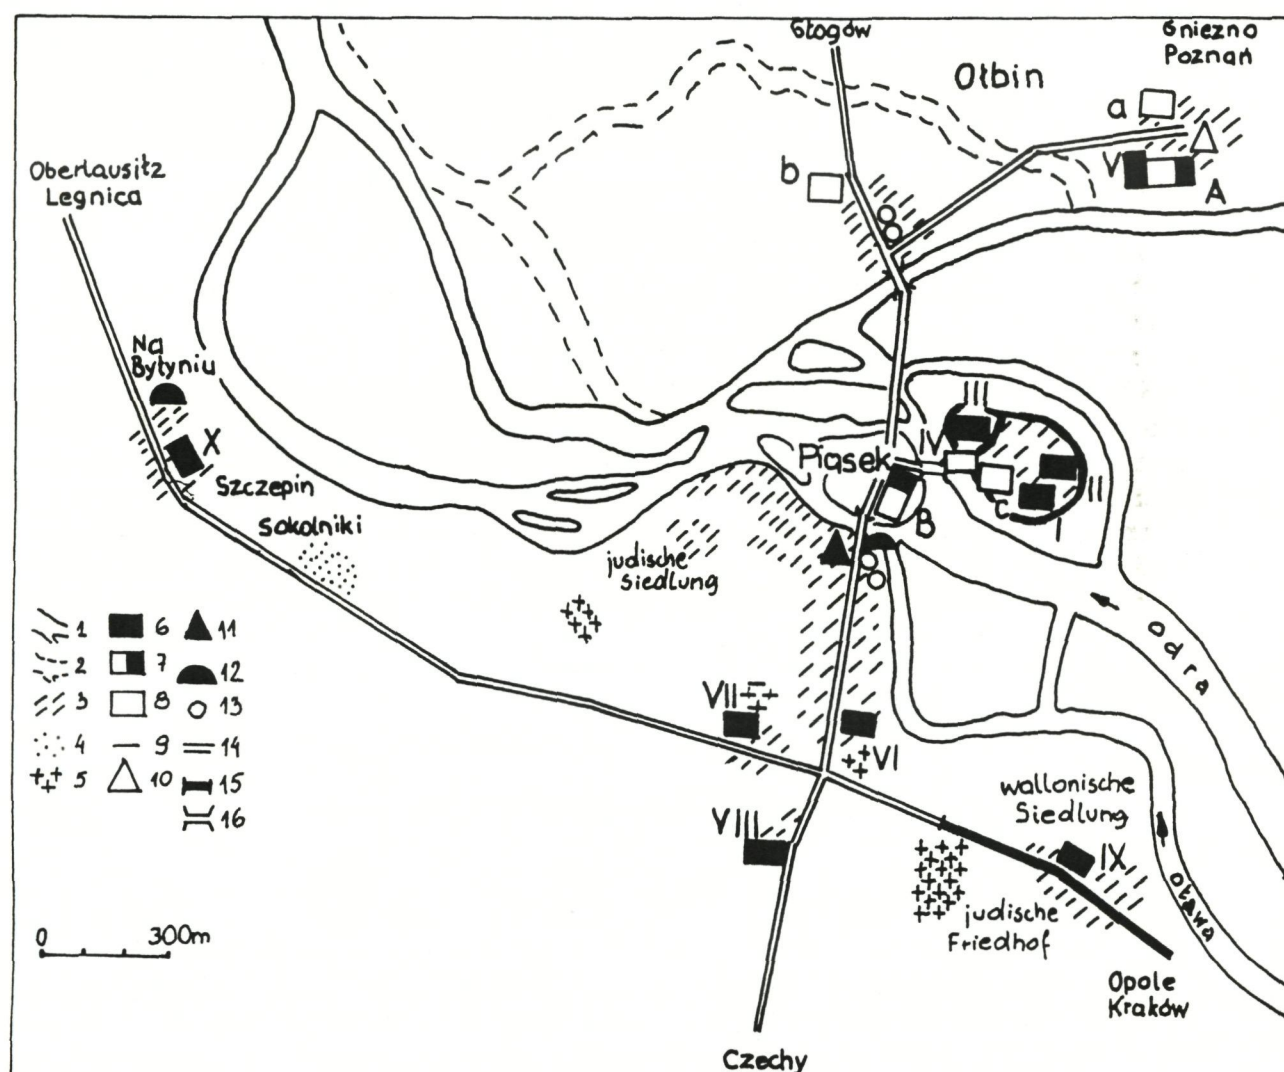 Głogów
Gniezno
Poznań
Ołbin
a
b
V
A
Oberlausitz
Legnica
Na
Bytyniu
X
Szczepin
Sokolniki
III
IV
Piasek
II
C
I
B
judische
Siedlung
Odra
1
2
3
4
5
6
7
8
9
10
11
12
13
14
15
16
VII
VI
VIII
wallonische
Siedlung
IX
judische
Friedhof
Oława
0 300m
Opole
Kraków
Czechy